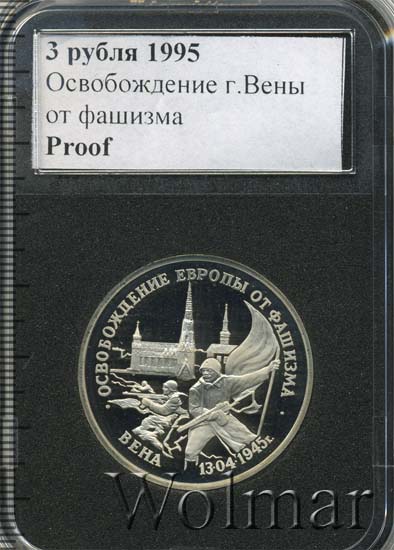 3 рубля 1995
Освобождение г.Вены
от фашизма
Proof
· ОСВОБОЖДЕНИЕ ЕВРОПЫ ОТ ФАШИЗМА ·
ВЕНА
13·04·1945г.
Wolmar